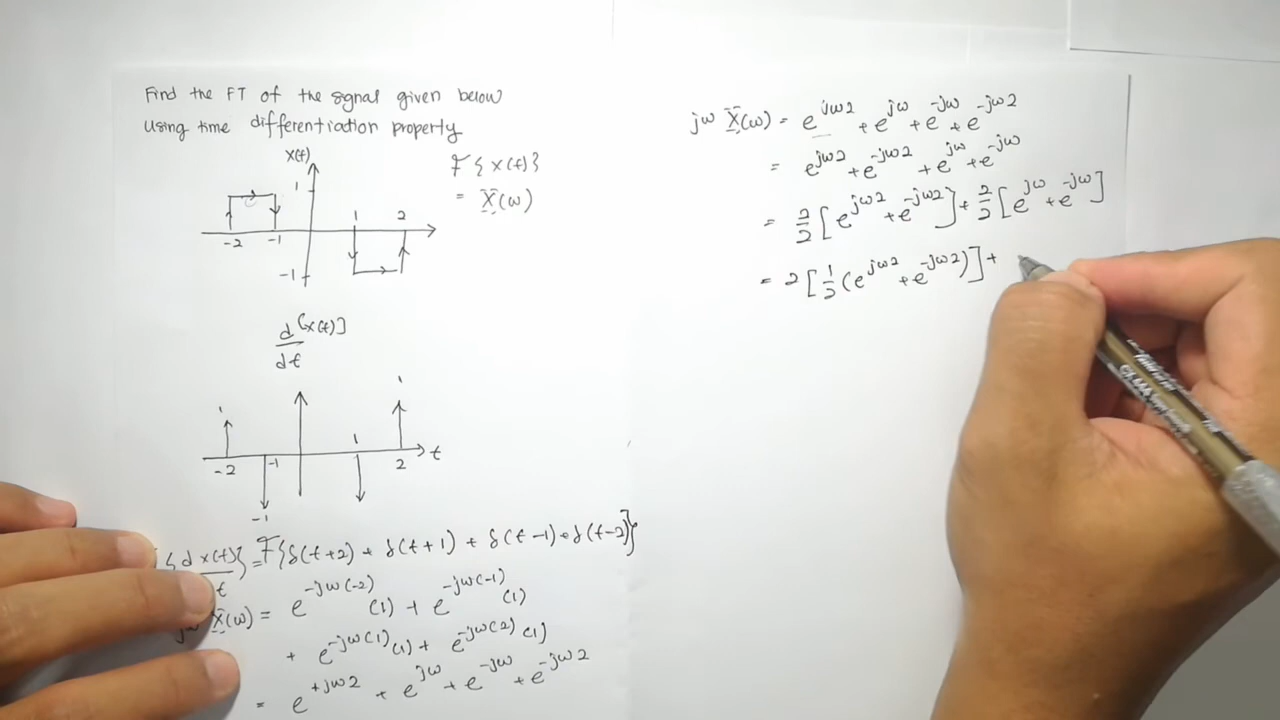 Find the FT of the signal given below
using time differentiation property
x(t)
F{x(t)}
= X(ω)
1
-2 -1 1 2
-1
d[x(t)]
dt
1 1
-2 -1 1 2 t
-1
{dx(t)} = F{δ(t+2) + δ(t+1) + δ(t-1) + δ(t-2)}
t
jω X(ω) = e^-jω(-2) (1) + e^-jω(-1) (1)
+ e^-jω(1) (1) + e^-jω(2) (1)
= e^+jω2 + e^jω + e^-jω + e^-jω2
jω X(ω) = e^jω2 + e^jω + e^-jω + e^-jω2
= e^jω2 + e^-jω2 + e^jω + e^-jω
= 2/2 [e^jω2 + e^-jω2] + 2/2 [e^jω + e^-jω]
= 2 [1/2 (e^jω2 + e^-jω2)] +